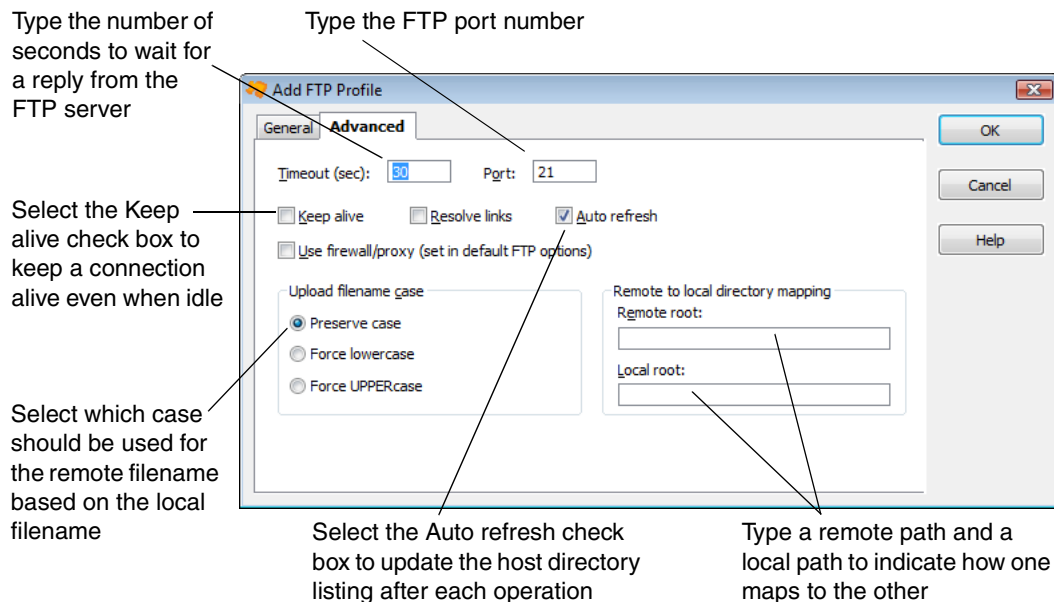 Type the number of
seconds to wait for
a reply from the
FTP server
Type the FTP port number
Add FTP Profile
General
Advanced
OK
Timeout (sec):
30
Port:
21
Cancel
Select the Keep
alive check box to
keep a connection
alive even when idle
Keep alive
Resolve links
Auto refresh
Help
Use firewall/proxy (set in default FTP options)
Upload filename case
Preserve case
Force lowercase
Force UPPERcase
Remote to local directory mapping
Remote root:
Local root:
Select which case
should be used for
the remote filename
based on the local
filename
Select the Auto refresh check
box to update the host directory
listing after each operation
Type a remote path and a
local path to indicate how one
maps to the other